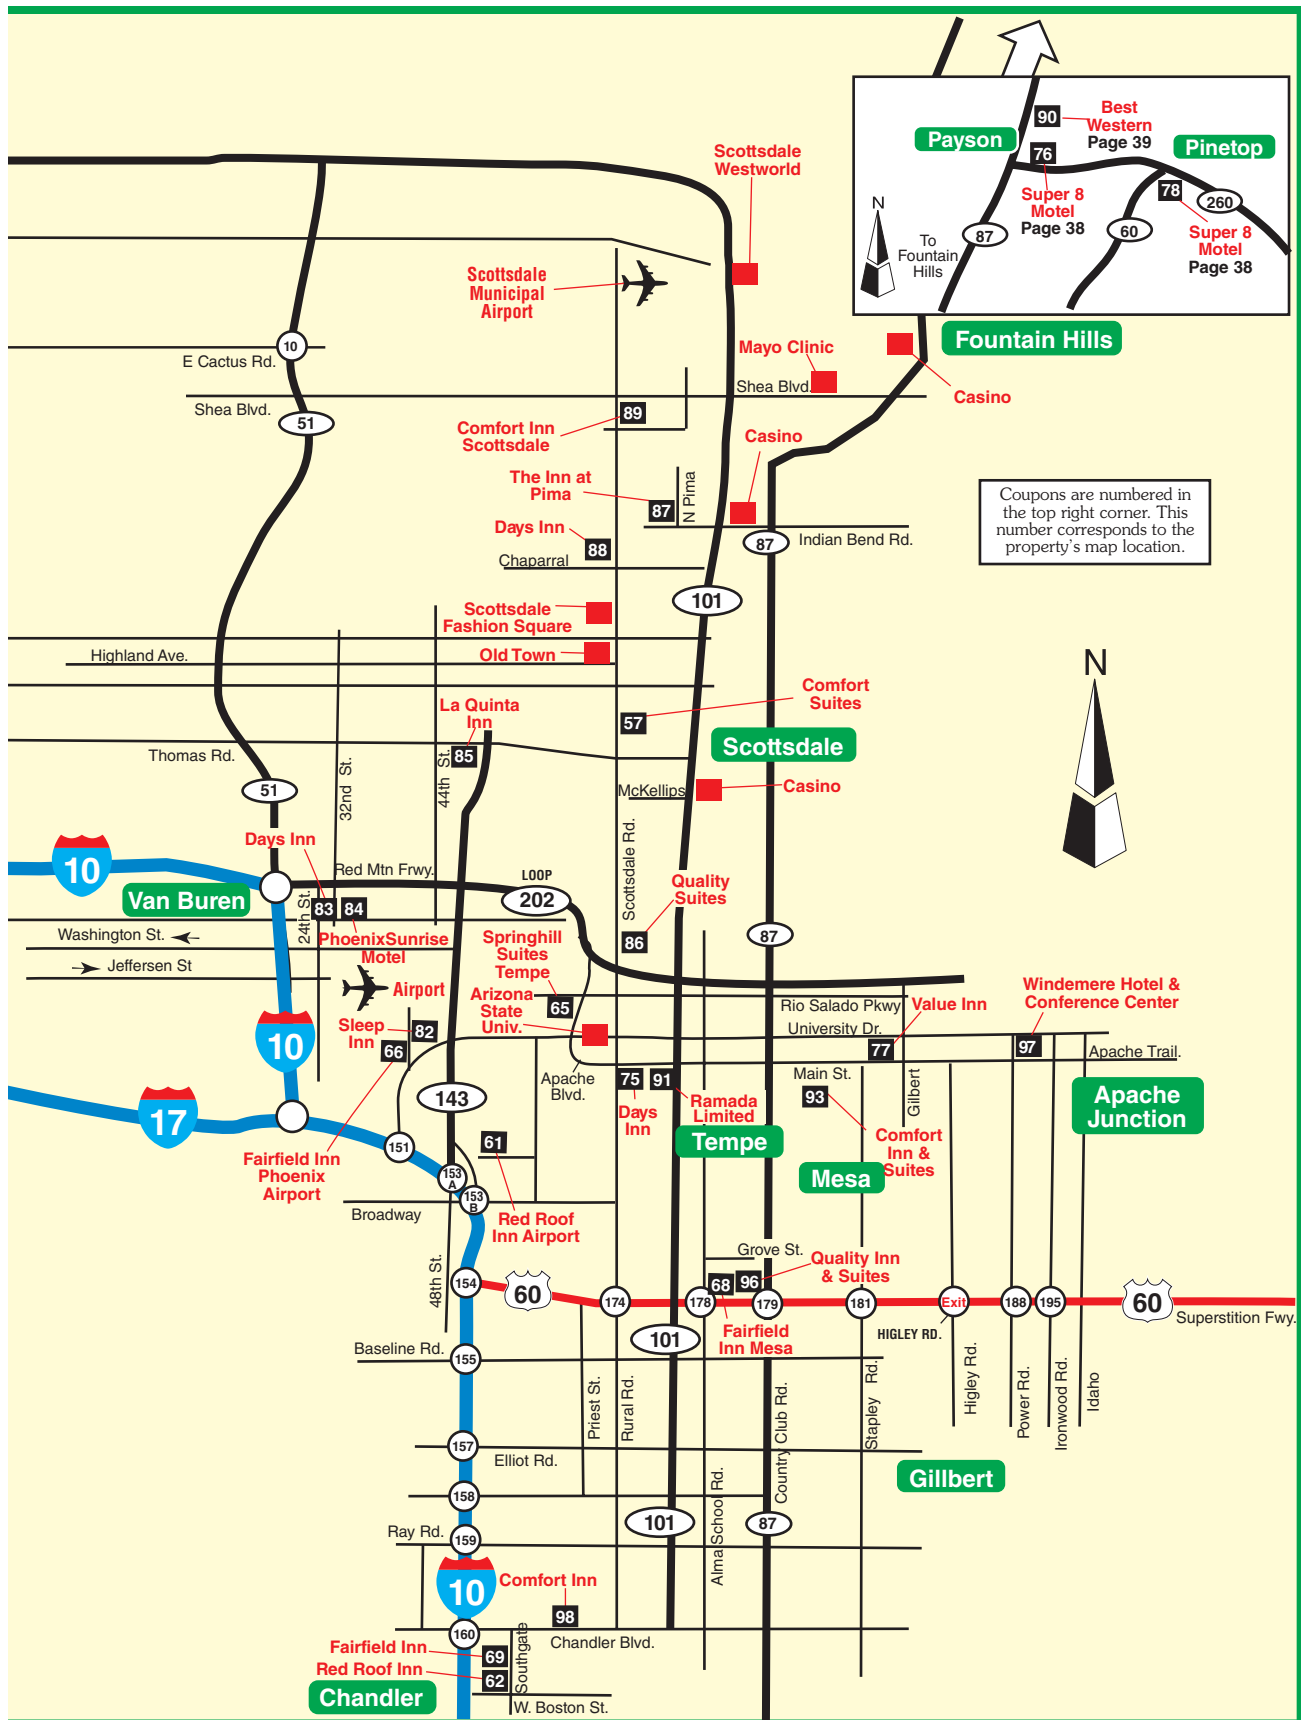 90
Best
Western
Page 39
Payson
Pinetop
76
Super 8
Motel
Page 38
78
260
Super 8
Motel
Page 38
N
87
60
To
Fountain
Hills
Scottsdale
Westworld
Scottsdale
Municipal
Airport
Fountain Hills
10
E Cactus Rd.
Mayo Clinic
Casino
Shea Blvd.
Shea Blvd.
51
89
Comfort Inn
Scottsdale
Casino
The Inn at
Pima
87
N Pima
Coupons are numbered in
the top right corner. This
number corresponds to the
property's map location.
Days Inn
88
87
Indian Bend Rd.
Chaparral
101
Scottsdale
Fashion Square
Highland Ave.
Old Town
N
Comfort
Suites
57
La Quinta
Inn
85
Scottsdale
Thomas Rd.
32nd St.
44th St.
51
McKellips
Casino
Scottsdale Rd.
Days Inn
10
Red Mtn Frwy.
LOOP
202
Van Buren
Quality
Suites
83
84
24th St.
86
87
Washington St.
PhoenixSunrise
Motel
Springhill
Suites
Tempe
Jeffersen St
Airport
65
Arizona
State
Univ.
Rio Salado Pkwy
Value Inn
Windemere Hotel &
Conference Center
University Dr.
Sleep
Inn
82
66
10
77
97
Apache Trail.
Apache
Blvd.
75
91
Main St.
93
Gilbert
Days
Inn
Ramada
Limited
143
17
Apache
Junction
Tempe
61
151
Comfort
Inn &
Suites
Mesa
Fairfield Inn
Phoenix
Airport
153
A
153
B
Broadway
Red Roof
Inn Airport
48th St.
Grove St.
Quality Inn
& Suites
154
60
174
178
68
96
179
181
Exit
188
195
60
Superstition Fwy.
HIGLEY RD.
Fairfield
Inn Mesa
101
Baseline Rd.
155
Priest St.
Rural Rd.
Country Club Rd.
Stapley Rd.
Higley Rd.
Power Rd.
Ironwood Rd.
Idaho
157
Elliot Rd.
Gillbert
158
Alma School Rd.
101
87
Ray Rd.
159
10
Comfort Inn
98
160
Chandler Blvd.
Southgate
Fairfield Inn
69
Red Roof Inn
62
Chandler
W. Boston St.